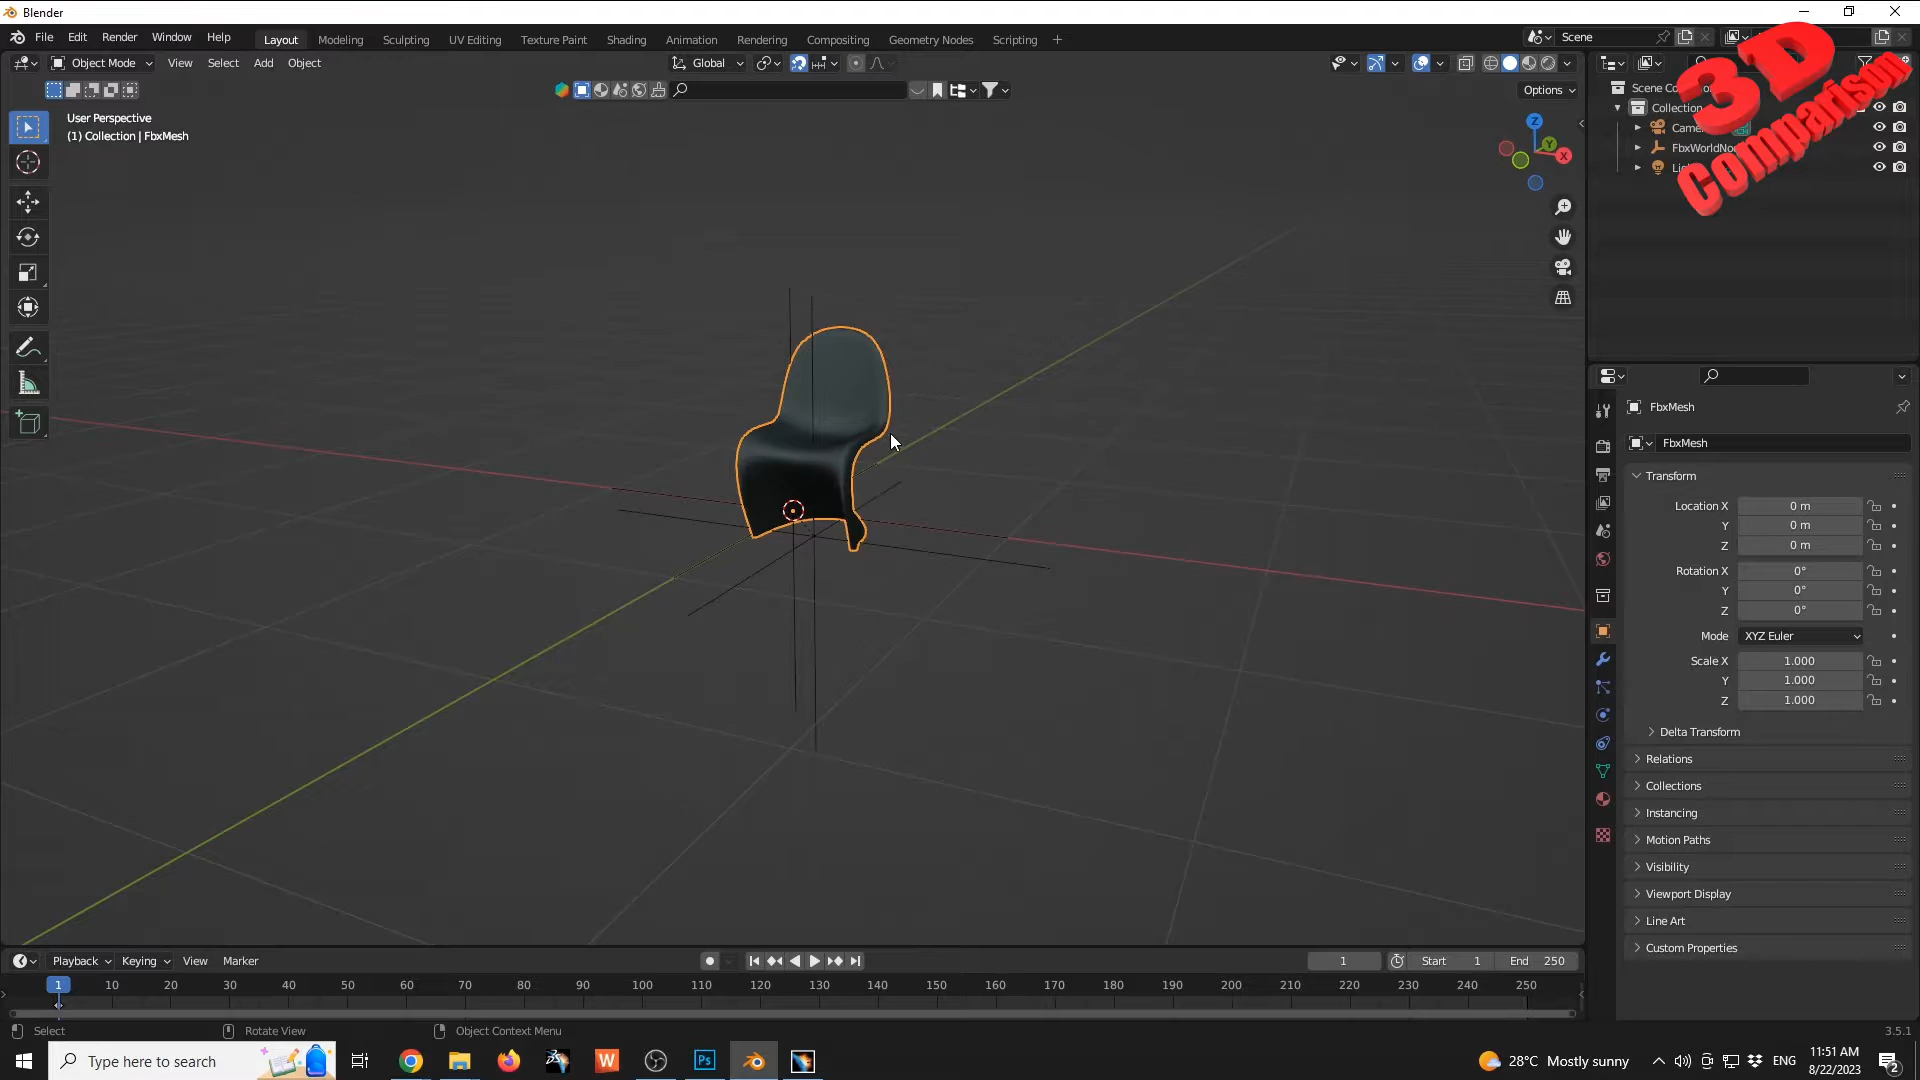 Blender
File Edit Render Window Help
Layout Modeling Sculpting UV Editing Texture Paint Shading Animation Rendering Compositing Geometry Nodes Scripting +
Scene
Object Mode View Select Add Object
Global
Options
User Perspective
(1) Collection | FbxMesh
Z
Y
X
Collection
3D
Comparison
FbxMesh
FbxMesh
Transform
Location X 0 m
Y 0 m
Z 0 m
Rotation X 0°
Y 0°
Z 0°
Mode XYZ Euler
Scale X 1.000
Y 1.000
Z 1.000
Delta Transform
Relations
Collections
Instancing
Motion Paths
Visibility
Viewport Display
Line Art
Custom Properties
Playback Keying View Marker
1 Start 1 End 250
1 10 20 30 40 50 60 70 80 90 100 110 120 130 140 150 160 170 180 190 200 210 220 230 240 250
Select Rotate View Object Context Menu 3.5.1
Type here to search
W
Ps
28°C Mostly sunny
ENG
11:51 AM
8/22/2023
2